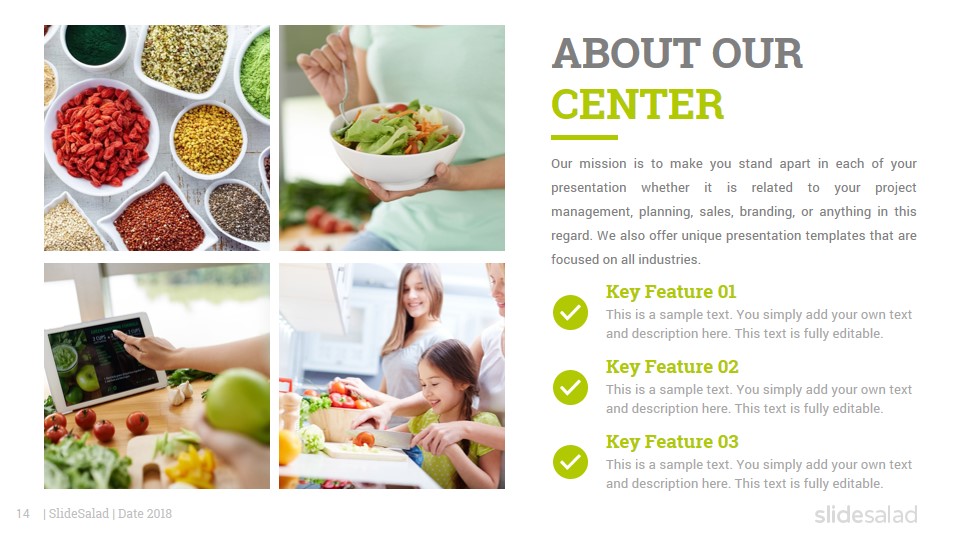 ABOUT OUR
CENTER
Our mission is to make you stand apart in each of your
presentation whether it is related to your project
management, planning, sales, branding, or anything in this
regard. We also offer unique presentation templates that are
focused on all industries.
Key Feature 01
This is a sample text. You simply add your own text
and description here. This text is fully editable.
Key Feature 02
This is a sample text. You simply add your own text
and description here. This text is fully editable.
Key Feature 03
This is a sample text. You simply add your own text
and description here. This text is fully editable.
14 | SlideSalad | Date 2018
slidesalad